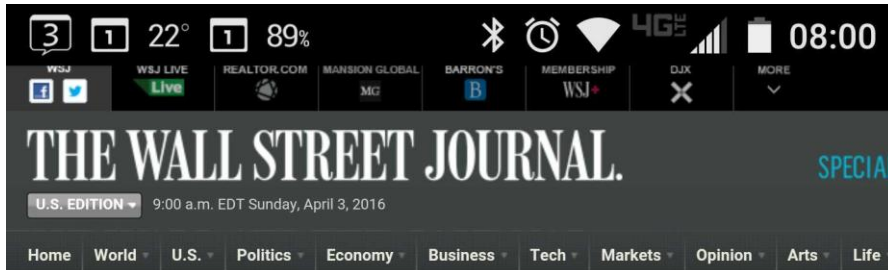 3 1 22° 1 89% 4G LTE 08:00
WSJ WSJ LIVE REALTOR.COM MANSION GLOBAL BARRON'S MEMBERSHIP DJX MORE
f Live MG B WSJ+
THE WALL STREET JOURNAL.
SPECIA
U.S. EDITION 9:00 a.m. EDT Sunday, April 3, 2016
Home World U.S. Politics Economy Business Tech Markets Opinion Arts Life